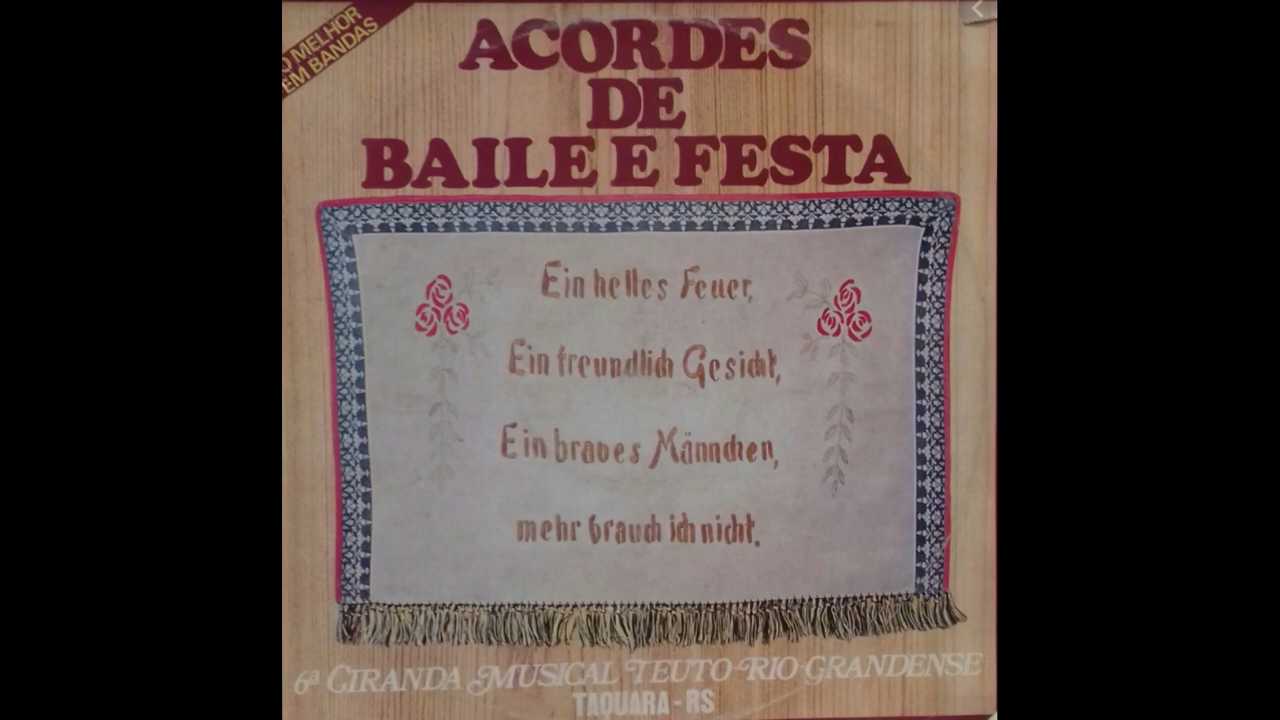 O MELHOR
EM BANDAS
ACORDES
DE
BAILE E FESTA
Ein helles Feuer,
Ein freundlich Gesicht,
Ein braves Männchen,
mehr brauch ich nicht.
6ª CIRANDA MUSICAL TEUTO-RIO-GRANDENSE
TAQUARA-RS